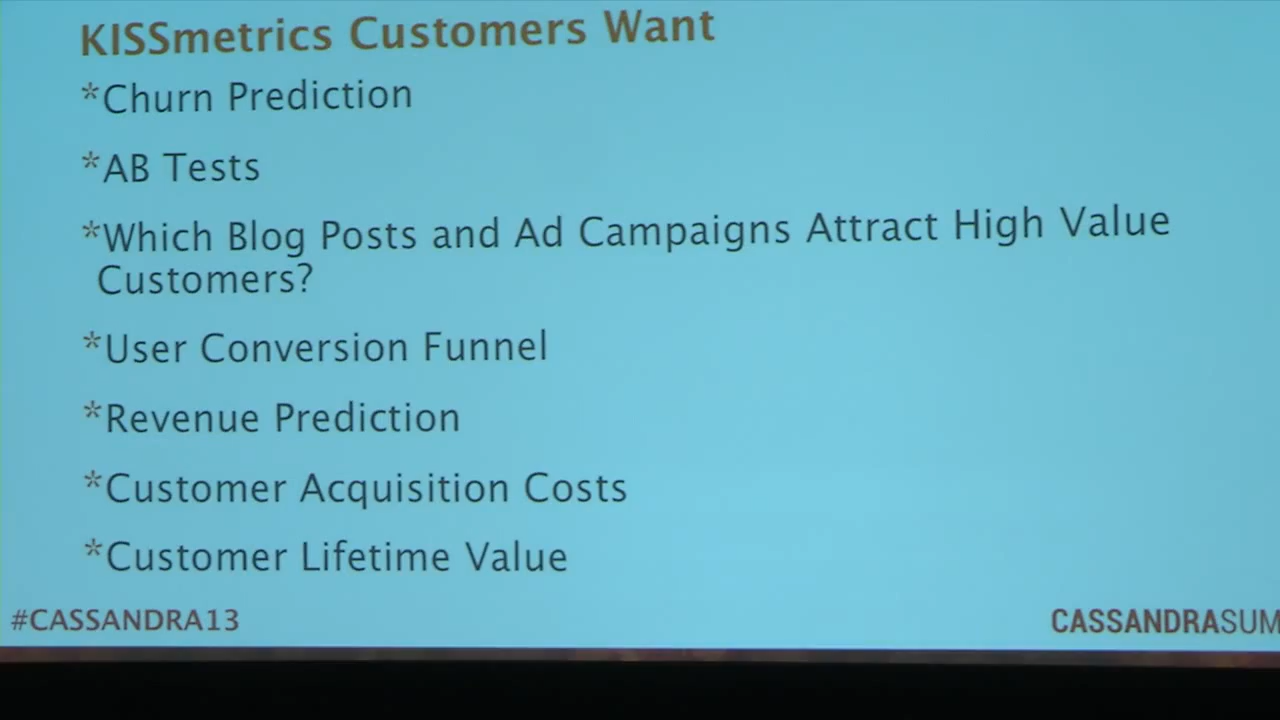 KISSmetrics Customers Want
*Churn Prediction
*AB Tests
*Which Blog Posts and Ad Campaigns Attract High Value
Customers?
*User Conversion Funnel
*Revenue Prediction
*Customer Acquisition Costs
*Customer Lifetime Value
#CASSANDRA13
CASSANDRASUM